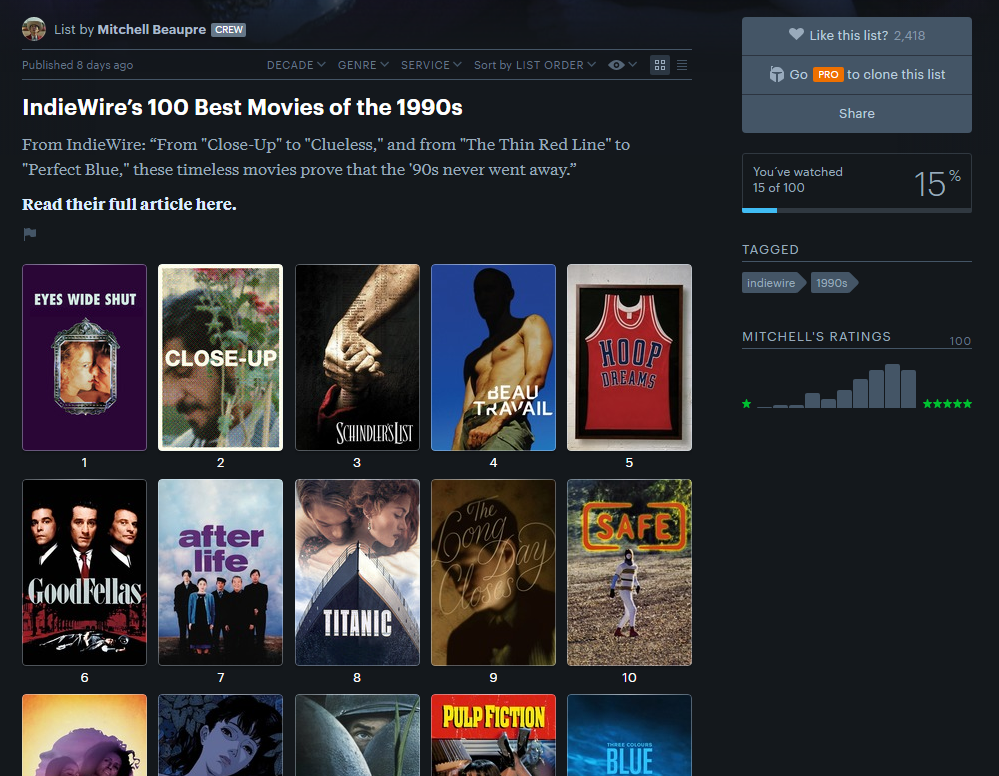 List by Mitchell Beaupre CREW
Published 8 days ago DECADE GENRE SERVICE Sort by LIST ORDER
IndieWire’s 100 Best Movies of the 1990s
From IndieWire: “From "Close-Up" to "Clueless," and from "The Thin Red Line" to
"Perfect Blue," these timeless movies prove that the '90s never went away.”
Read their full article here.
EYES WIDE SHUT
CLOSE-UP
SCHINDLER'S LIST
BEAU
TRAVAIL
HOOP
DREAMS
1 2 3 4 5
GoodFellas
after
life
TITANIC
The
Long
Day
Closes
SAFE
6 7 8 9 10
PULP FICTION
THREE COLOURS
BLUE
Like this list? 2,418
Go PRO to clone this list
Share
You’ve watched
15 of 100
15%
TAGGED
indiewire 1990s
MITCHELL'S RATINGS 100